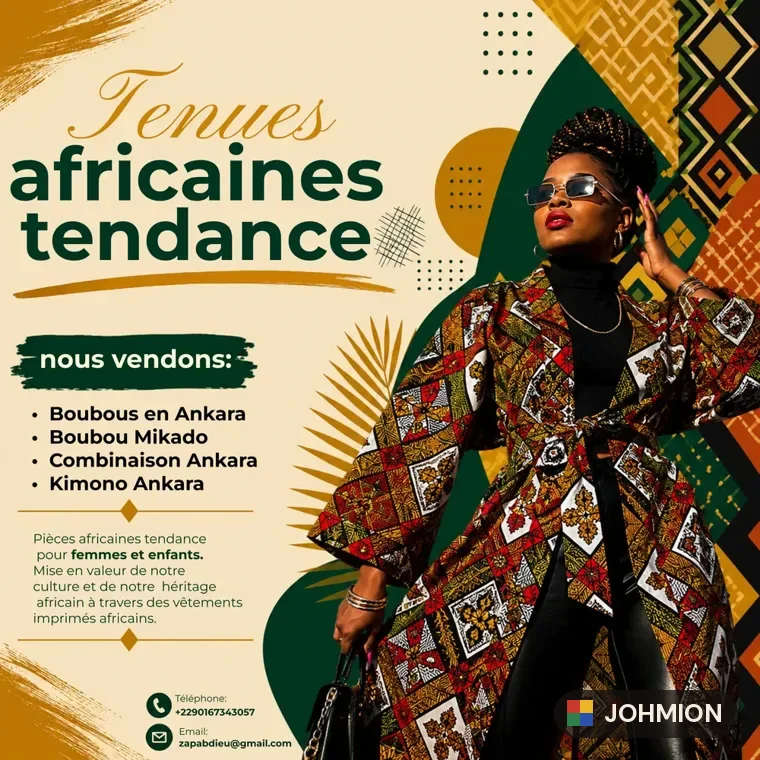 Tenues
africaines
tendance
nous vendons:
• Boubous en Ankara
• Boubou Mikado
• Combinaison Ankara
• Kimono Ankara
Pièces africaines tendance
pour femmes et enfants.
Mise en valeur de notre
culture et de notre héritage
africain à travers des vêtements
imprimés africains.
Téléphone:
+2290167343057
Email:
zapabdieu@gmail.com
JOHMION